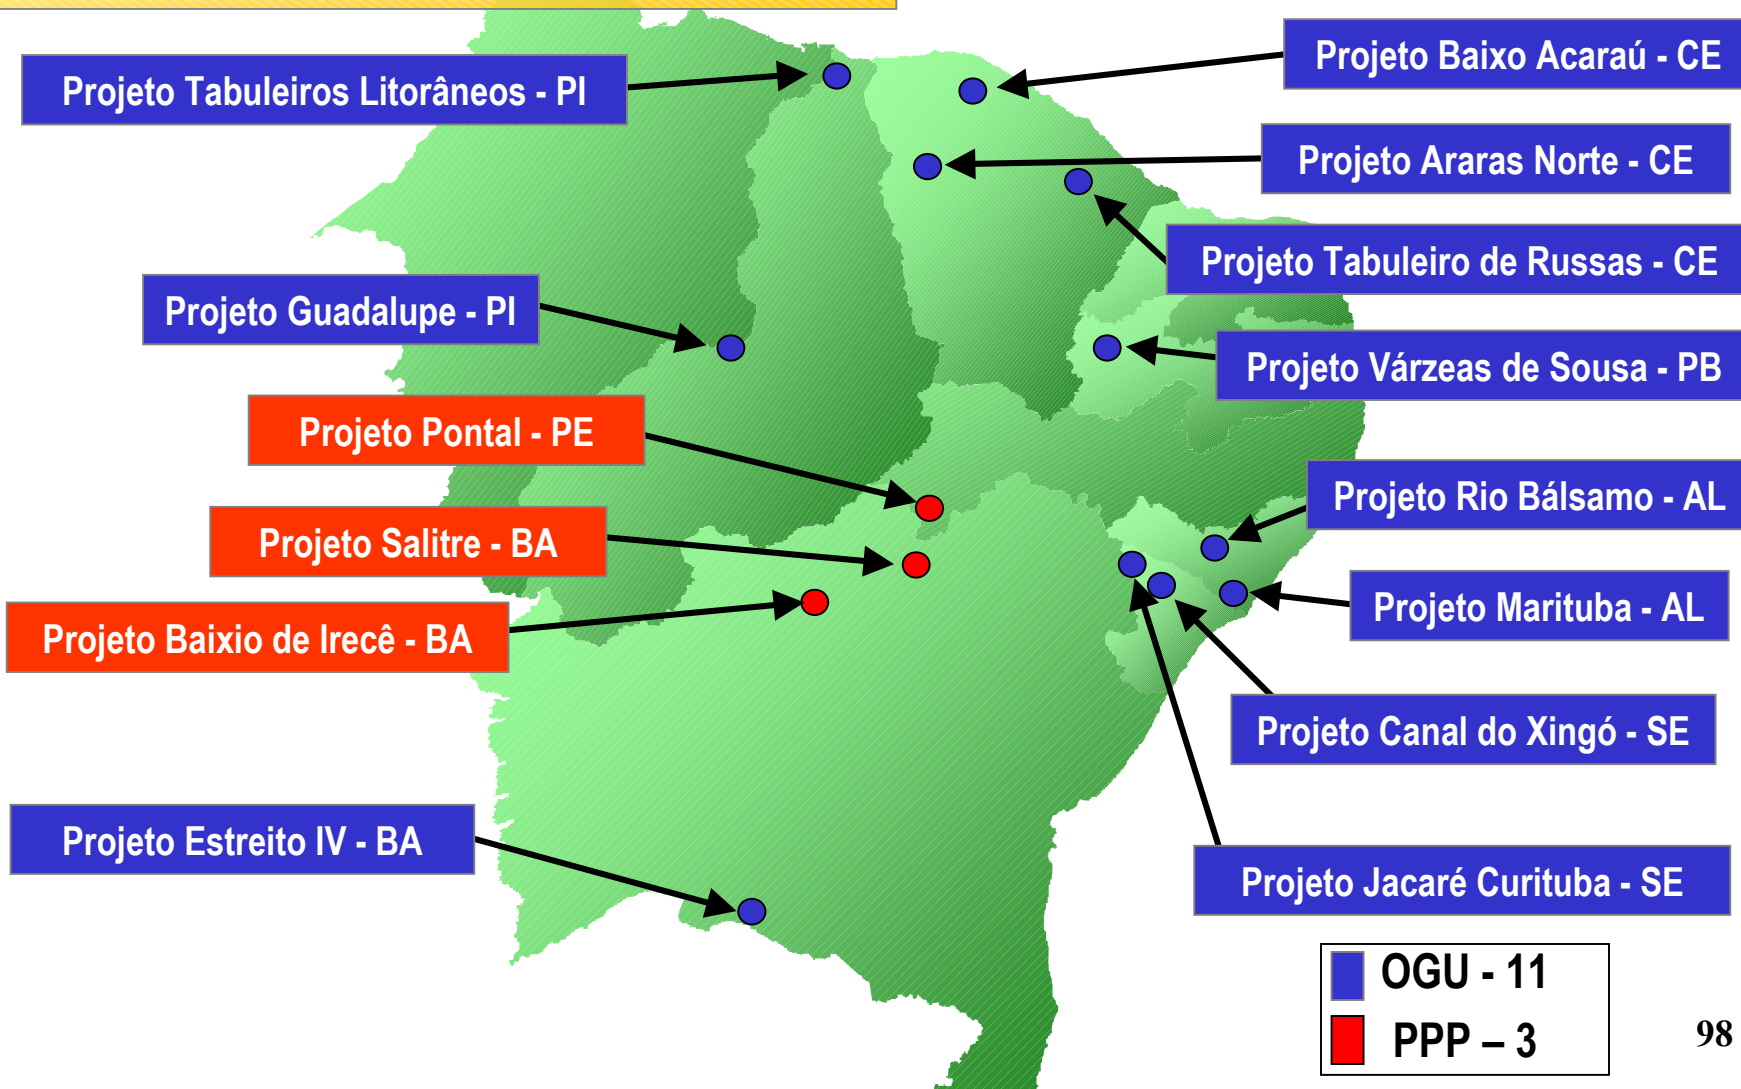 Projeto Baixo Acaraú - CE
Projeto Tabuleiros Litorâneos - PI
Projeto Araras Norte - CE
Projeto Tabuleiro de Russas - CE
Projeto Guadalupe - PI
Projeto Várzeas de Sousa - PB
Projeto Pontal - PE
Projeto Rio Bálsamo - AL
Projeto Salitre - BA
Projeto Marituba - AL
Projeto Baixio de Irecê - BA
Projeto Canal do Xingó - SE
Projeto Estreito IV - BA
Projeto Jacaré Curituba - SE
OGU - 11
PPP – 3
98